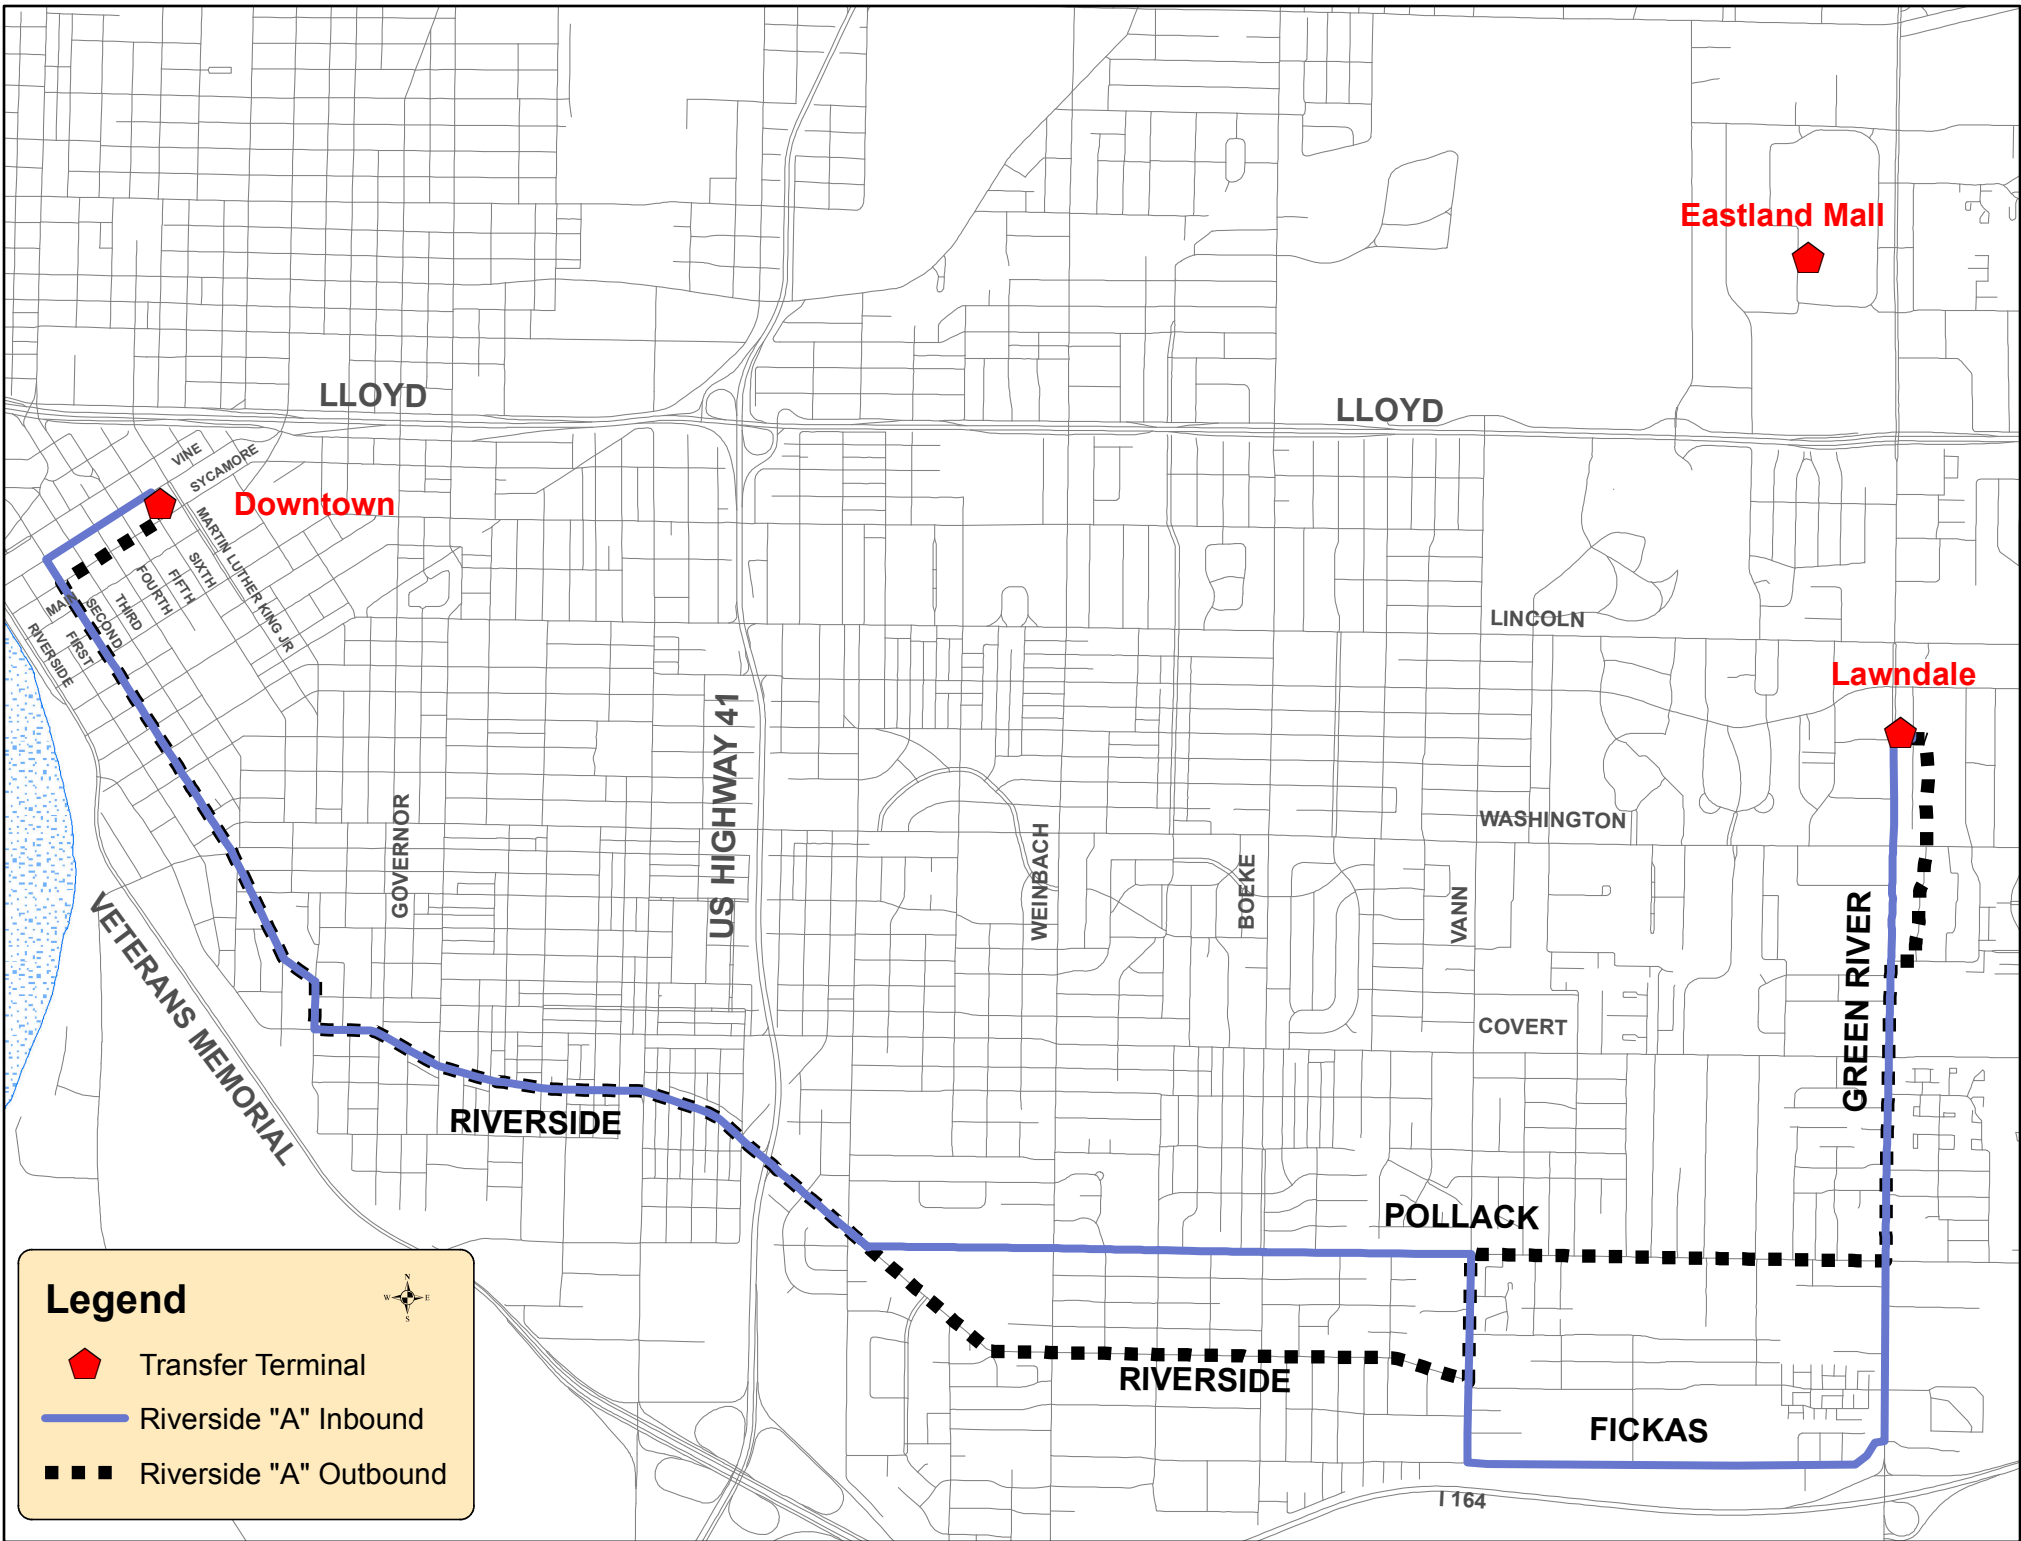 Eastland Mall
LLOYD
LLOYD
VINE
SYCAMORE
Downtown
MARTIN LUTHER KING JR
SIXTH
FIFTH
FOURTH
THIRD
SECOND
MAIN
FIRST
RIVERSIDE
LINCOLN
Lawndale
US HIGHWAY 41
GOVERNOR
WASHINGTON
WEINBACH
BOEKE
VANN
GREEN RIVER
VETERANS MEMORIAL
COVERT
RIVERSIDE
POLLACK
RIVERSIDE
FICKAS
I 164
Legend
N
W E
S
Transfer Terminal
Riverside "A" Inbound
Riverside "A" Outbound